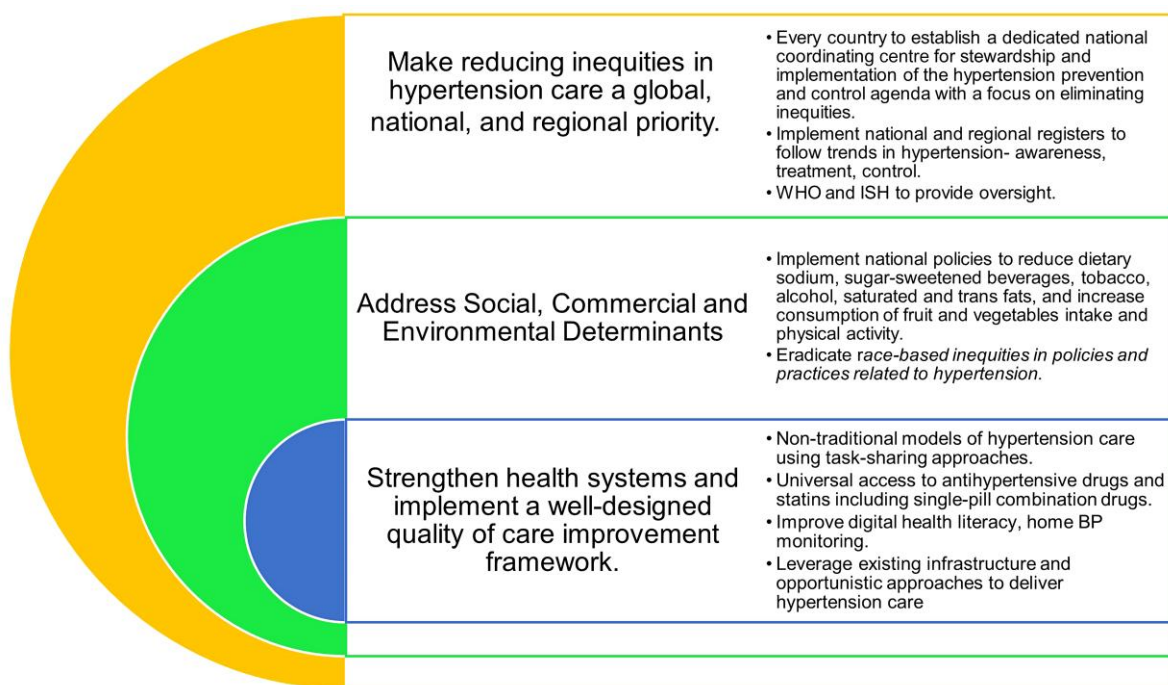 Make reducing inequities in
hypertension care a global,
national, and regional priority.
• Every country to establish a dedicated national
coordinating centre for stewardship and
implementation of the hypertension prevention
and control agenda with a focus on eliminating
inequities.
• Implement national and regional registers to
follow trends in hypertension- awareness,
treatment, control.
• WHO and ISH to provide oversight.
Address Social, Commercial and
Environmental Determinants
• Implement national policies to reduce dietary
sodium, sugar-sweetened beverages, tobacco,
alcohol, saturated and trans fats, and increase
consumption of fruit and vegetables intake and
physical activity.
• Eradicate race-based inequities in policies and
practices related to hypertension.
Strengthen health systems and
implement a well-designed
quality of care improvement
framework.
• Non-traditional models of hypertension care
using task-sharing approaches.
• Universal access to antihypertensive drugs and
statins including single-pill combination drugs.
• Improve digital health literacy, home BP
monitoring.
• Leverage existing infrastructure and
opportunistic approaches to deliver
hypertension care